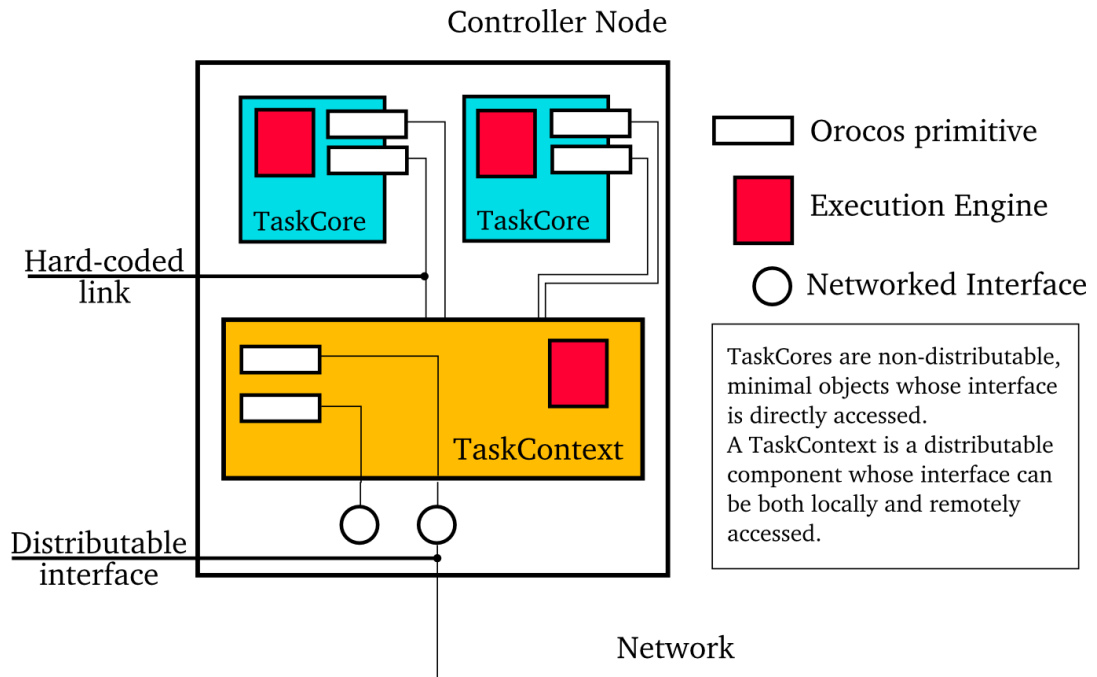 Controller Node
TaskCore
TaskCore
Hard-coded
link
TaskContext
Distributable
interface
Network
Orocos primitive
Execution Engine
Networked Interface
TaskCores are non-distributable,
minimal objects whose interface
is directly accessed.
A TaskContext is a distributable
component whose interface can
be both locally and remotely
accessed.